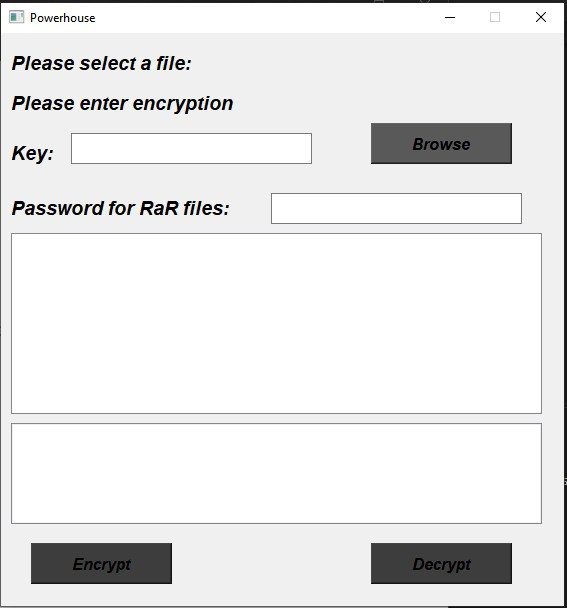 Powerhouse
Please select a file:
Please enter encryption
Key:
Browse
Password for RaR files:
Encrypt
Decrypt